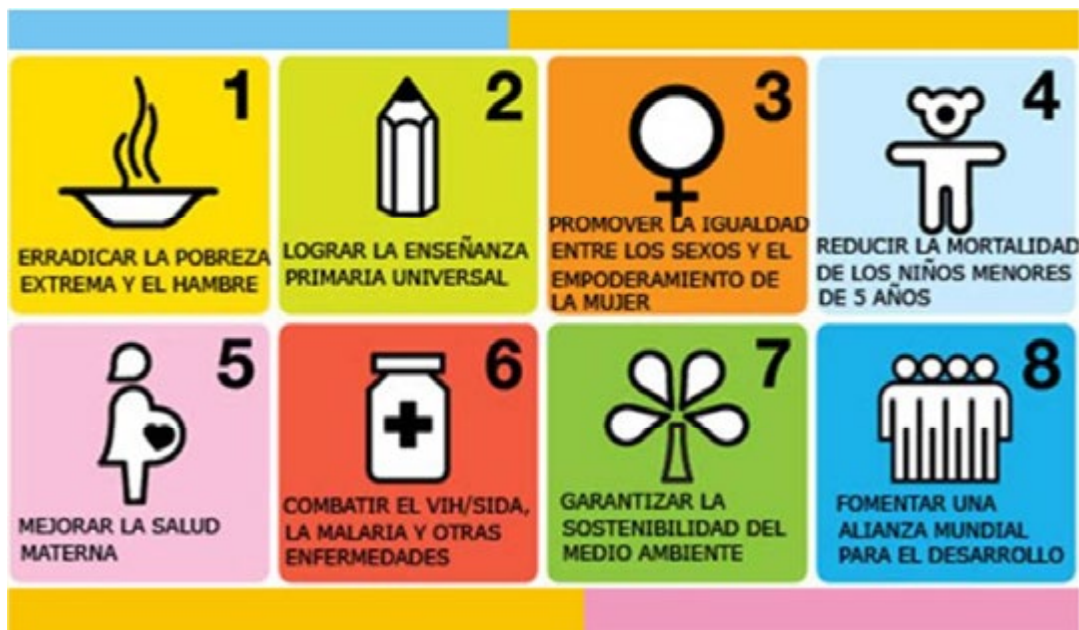 1
ERRADICAR LA POBREZA
EXTREMA Y EL HAMBRE
2
LOGRAR LA ENSEÑANZA
PRIMARIA UNIVERSAL
3
PROMOVER LA IGUALDAD
ENTRE LOS SEXOS Y EL
EMPODERAMIENTO DE
LA MUJER
4
REDUCIR LA MORTALIDAD
DE LOS NIÑOS MENORES
DE 5 AÑOS
5
MEJORAR LA SALUD
MATERNA
6
COMBATIR EL VIH/SIDA,
LA MALARIA Y OTRAS
ENFERMEDADES
7
GARANTIZAR LA
SOSTENIBILIDAD DEL
MEDIO AMBIENTE
8
FOMENTAR UNA
ALIANZA MUNDIAL
PARA EL DESARROLLO